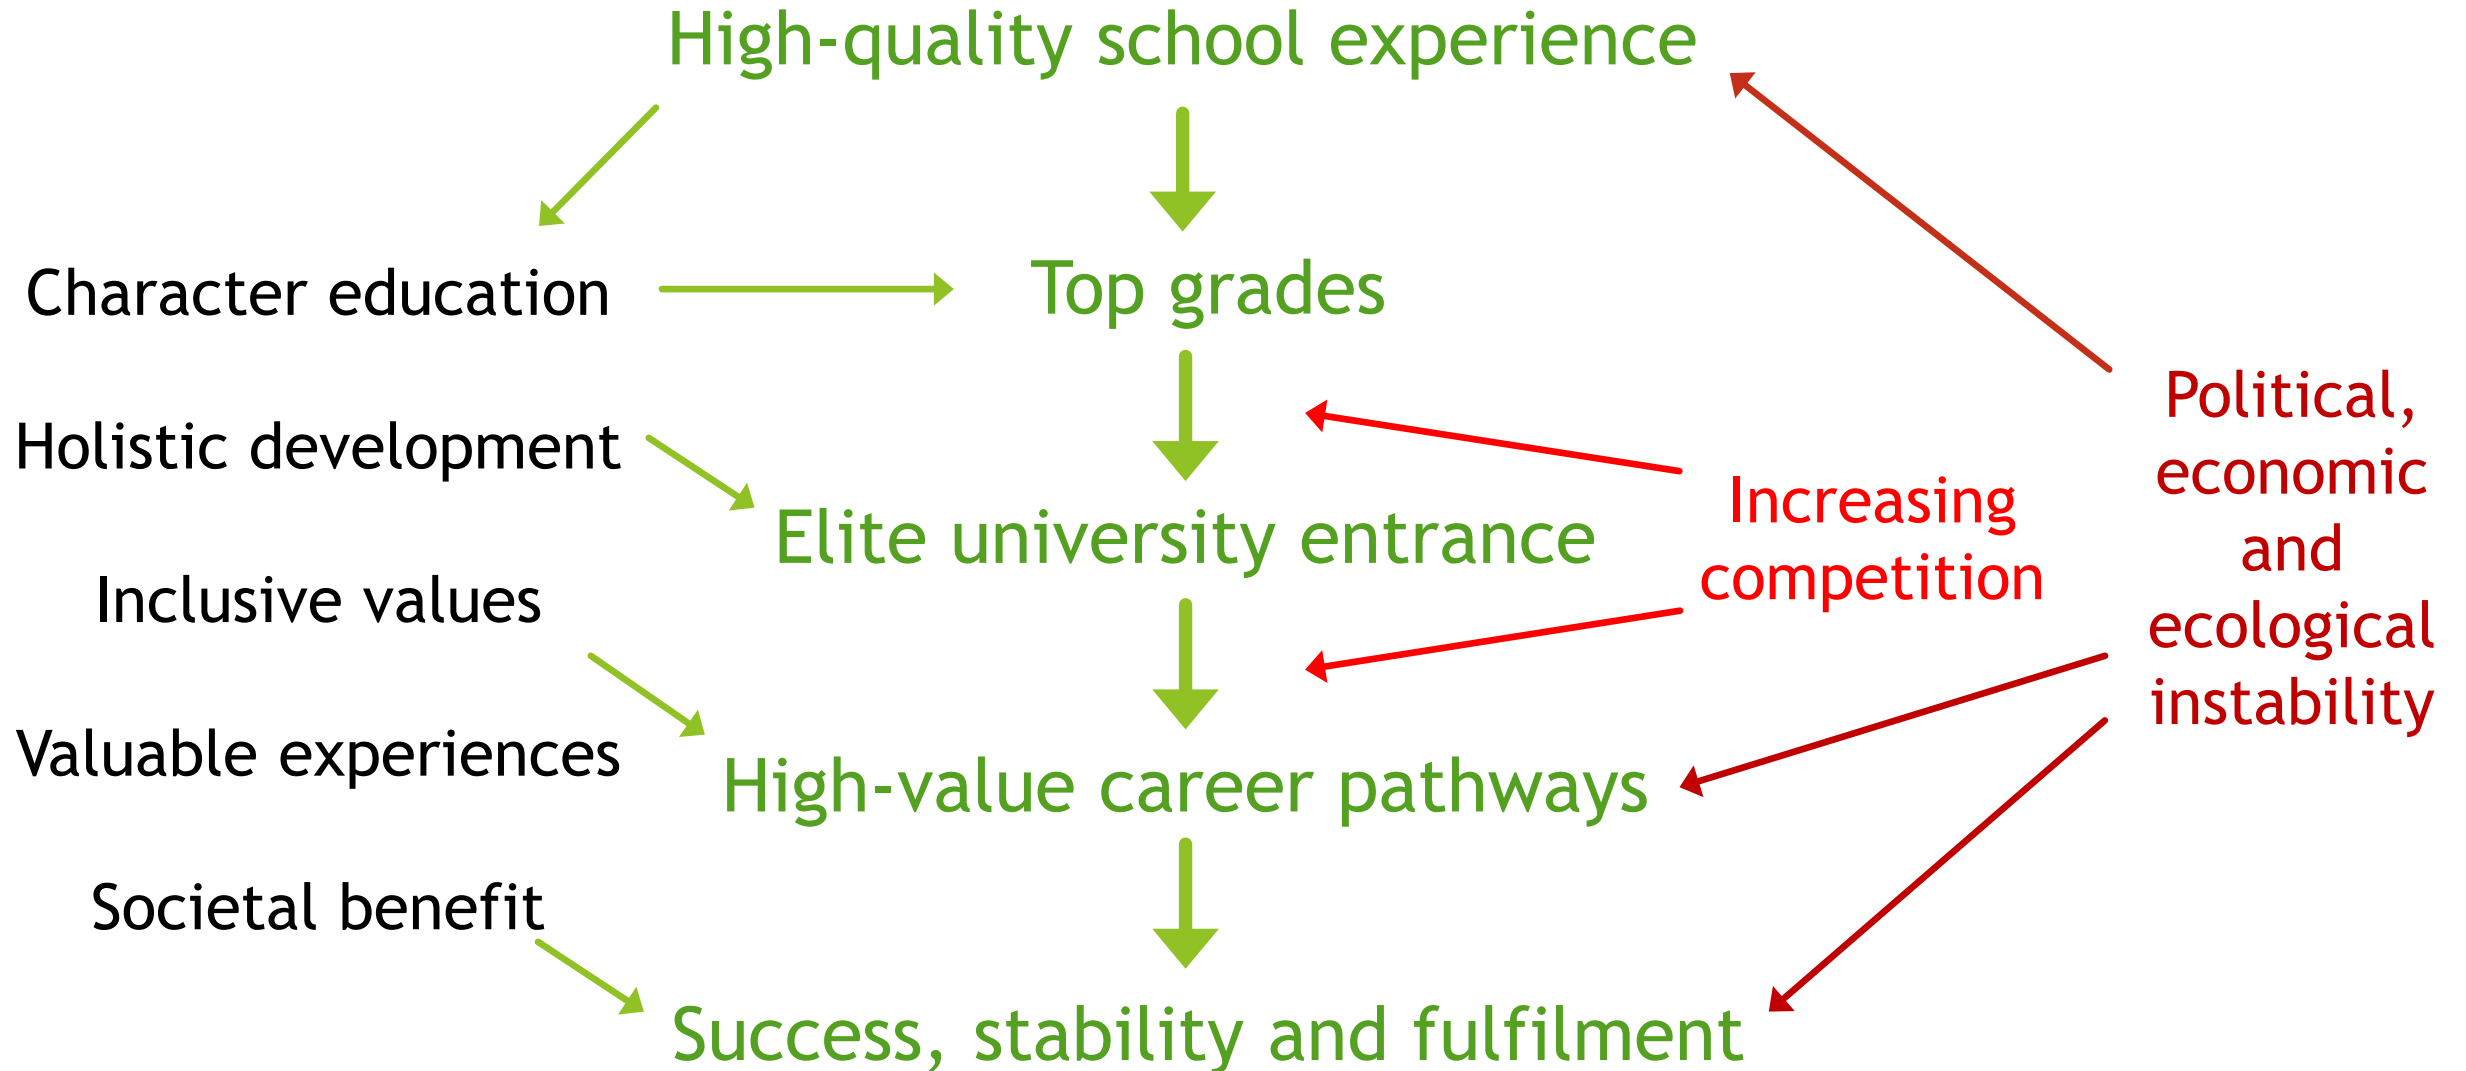 High-quality school experience
Character education
Top grades
Holistic development
Elite university entrance
Inclusive values
Valuable experiences
High-value career pathways
Societal benefit
Success, stability and fulfilment
Increasing
competition
Political,
economic
and
ecological
instability